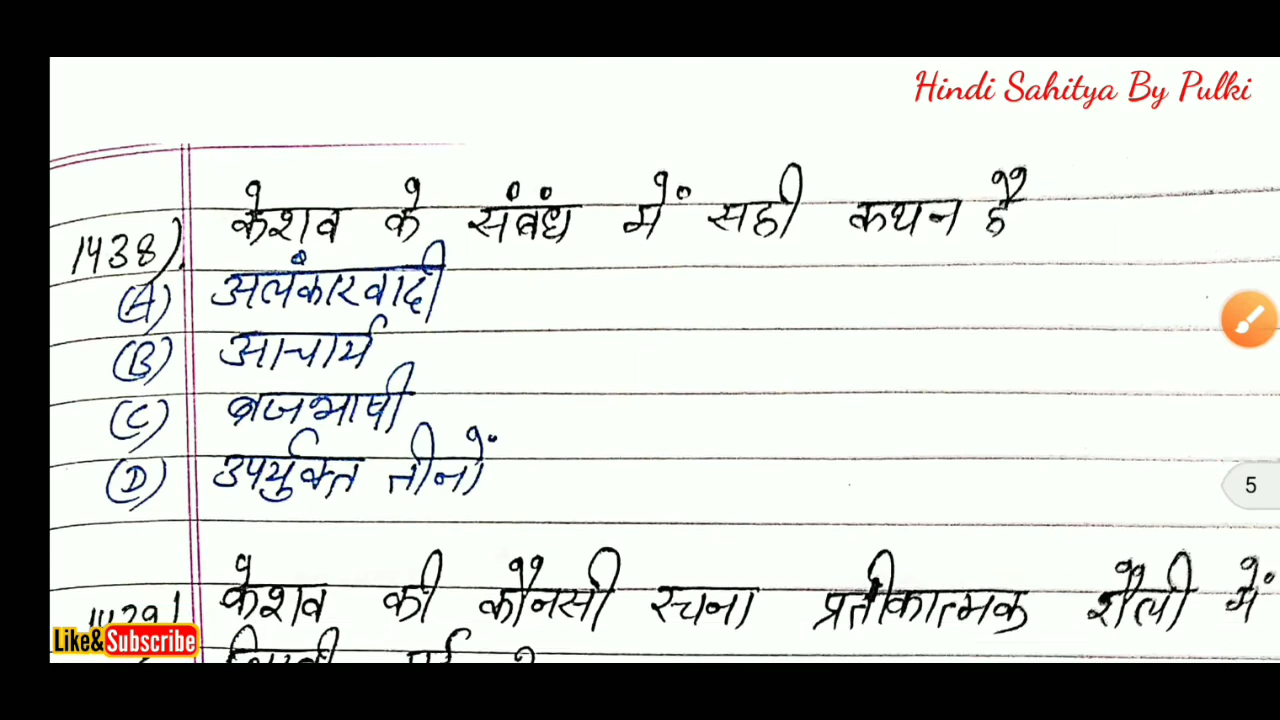 Hindi Sahitya By Pulki
केशव के संबंध में सही कथन है
1438)
(A) अलंकारवादी
(B) आचार्य
(C) ब्रजभाषी
(D) उपर्युक्त तीनों
5
केशव की कौनसी रचना प्रतीकात्मक शैली में
Like& Subscribe